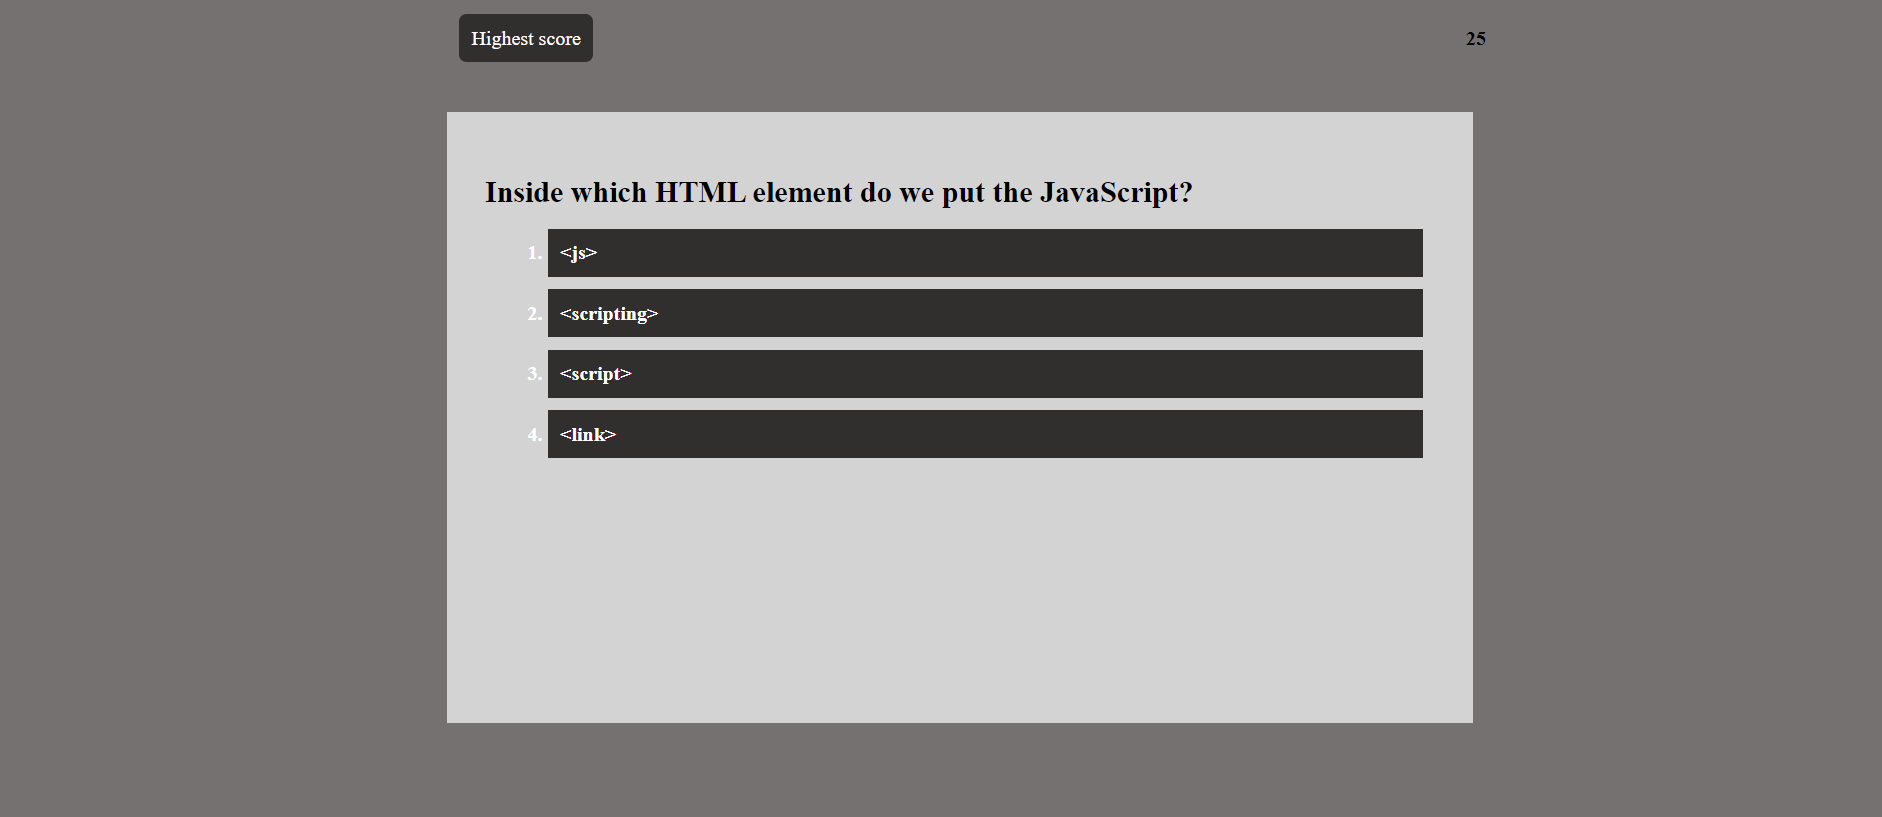 Highest score
25
Inside which HTML element do we put the JavaScript?
1. <js>
2. <scripting>
3. <script>
4. <link>